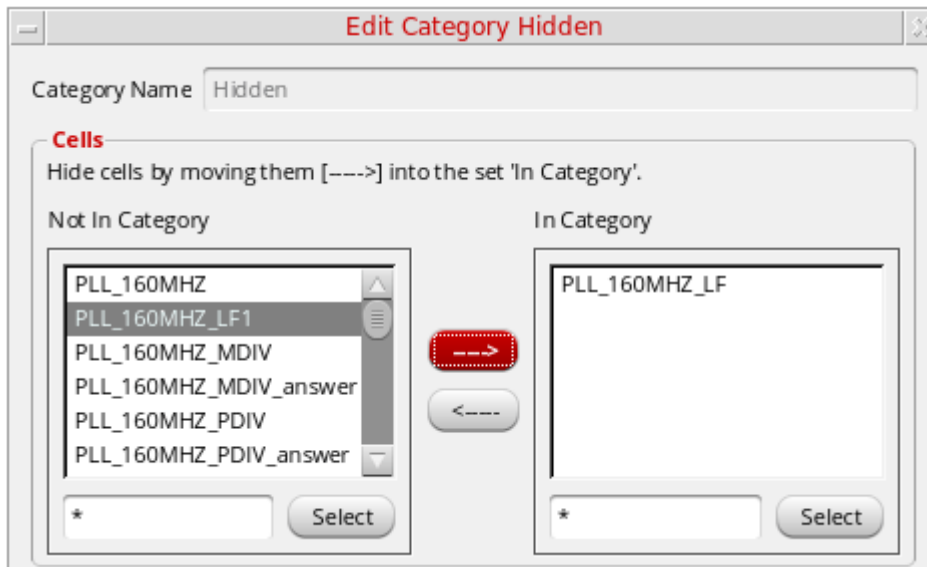 Edit Category Hidden
Category Name Hidden
Cells
Hide cells by moving them [---->] into the set 'In Category'.
Not In Category
In Category
PLL_160MHZ
PLL_160MHZ_LF1
PLL_160MHZ_MDIV
PLL_160MHZ_MDIV_answer
PLL_160MHZ_PDIV
PLL_160MHZ_PDIV_answer
--->
<----
PLL_160MHZ_LF
* Select
* Select